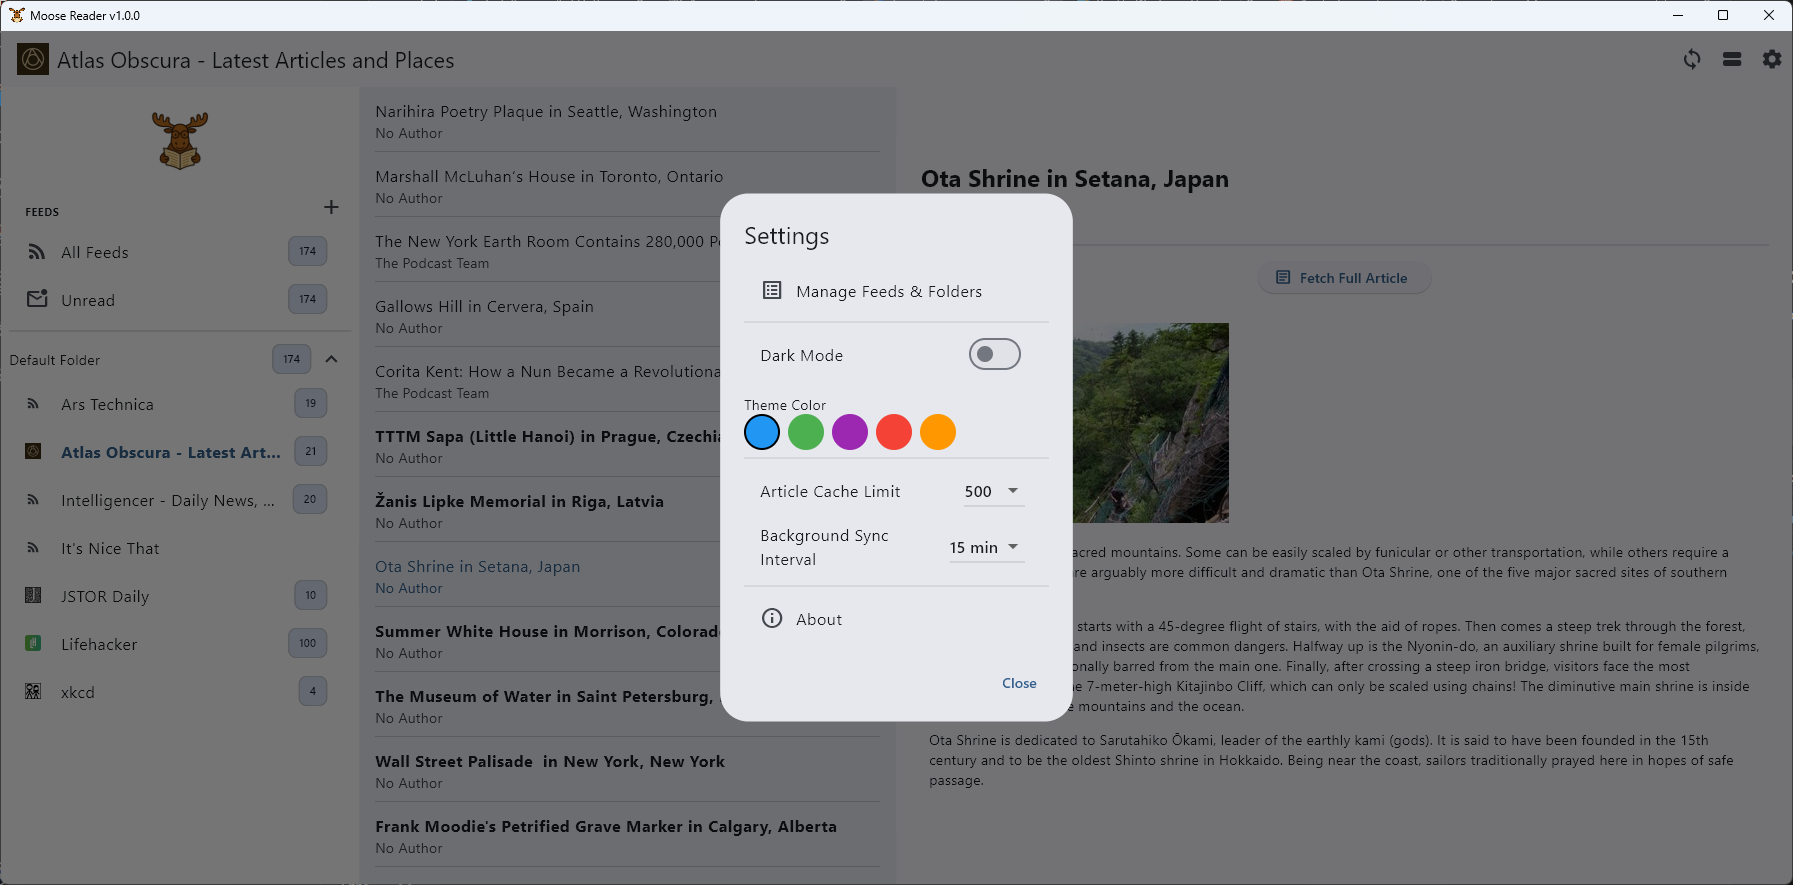 Moose Reader v1.0.0
Atlas Obscura - Latest Articles and Places
FEEDS
All Feeds 174
Unread 174
Default Folder 174
Ars Technica 19
Atlas Obscura - Latest Art... 21
Intelligencer - Daily News, ... 20
It's Nice That
JSTOR Daily 10
Lifehacker 100
xkcd 4
Narihira Poetry Plaque in Seattle, Washington
No Author
Marshall McLuhan's House in Toronto, Ontario
No Author
The New York Earth Room Contains 280,000
The Podcast Team
Gallows Hill in Cervera, Spain
No Author
Corita Kent: How a Nun Became a Revolutiona
The Podcast Team
TTTM Sapa (Little Hanoi) in Prague, Czechia
No Author
Žanis Lipke Memorial in Riga, Latvia
No Author
Ota Shrine in Setana, Japan
No Author
Summer White House in Morrison, Colorado
No Author
The Museum of Water in Saint Petersburg,
No Author
Wall Street Palisade in New York, New York
No Author
Frank Moodie's Petrified Grave Marker in Calgary, Alberta
No Author
Settings
Manage Feeds & Folders
Dark Mode
Theme Color
Article Cache Limit 500
Background Sync
Interval
15 min
About
Close
Ota Shrine in Setana, Japan
Fetch Full Article
acred mountains. Some can be easily scaled by funicular or other transportation, while others require a
re arguably more difficult and dramatic than Ota Shrine, one of the five major sacred sites of southern
starts with a 45-degree flight of stairs, with the aid of ropes. Then comes a steep trek through the forest,
and insects are common dangers. Halfway up is the Nyonin-do, an auxiliary shrine built for female pilgrims,
onally barred from the main one. Finally, after crossing a steep iron bridge, visitors face the most
e 7-meter-high Kitajinbo Cliff, which can only be scaled using chains! The diminutive main shrine is inside
e mountains and the ocean.
Ota Shrine is dedicated to Sarutahiko Ōkami, leader of the earthly kami (gods). It is said to have been founded in the 15th
century and to be the oldest Shinto shrine in Hokkaido. Being near the coast, sailors traditionally prayed here in hopes of safe
passage.